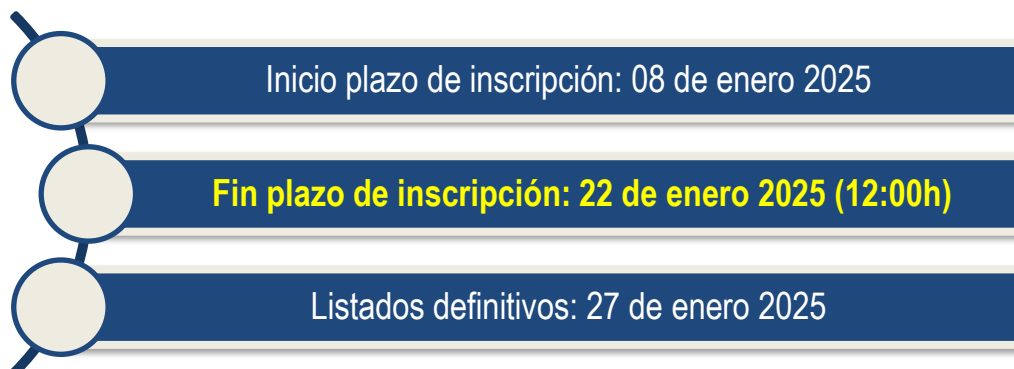 Inicio plazo de inscripción: 08 de enero 2025
Fin plazo de inscripción: 22 de enero 2025 (12:00h)
Listados definitivos: 27 de enero 2025